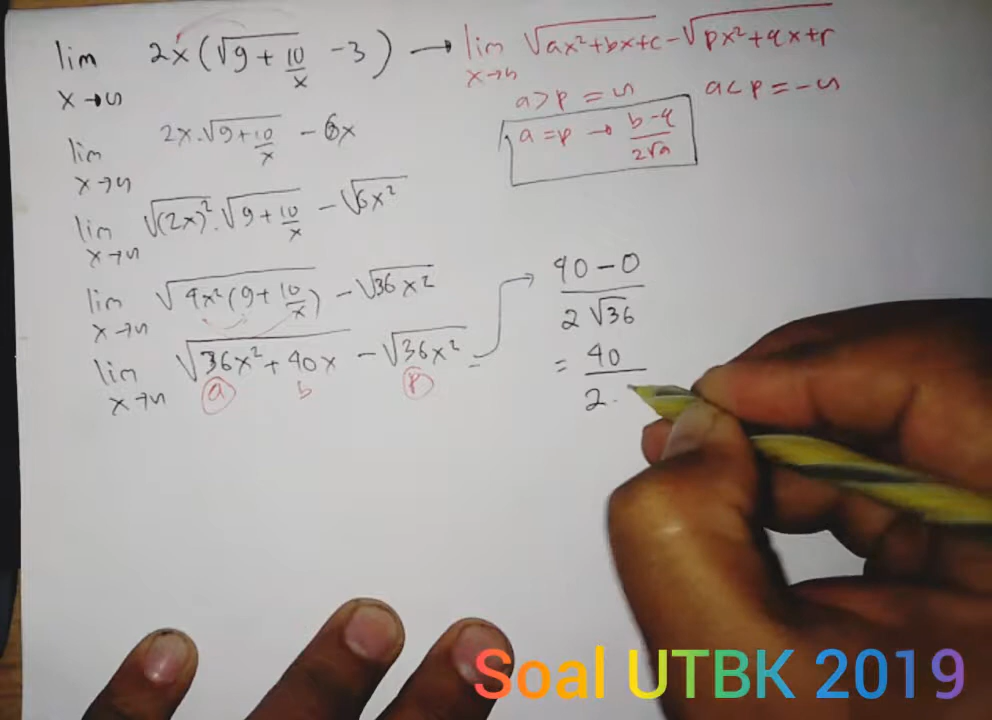 lim x→∞ 2x(√(9 + 10/x) - 3) → lim x→∞ √(ax²+bx+c) - √(px²+qx+r)
a>p = ∞ a<p = -∞
lim x→∞ 2x.√(9+10/x) - 6x
a=p → (b-q)/(2√a)
lim x→∞ √(2x)².√(9+10/x) - √6x²
lim x→∞ √(4x²(9+10/x)) - √36x²
lim x→∞ √(36x²+40x) - √36x² =
a b p
(40-0)/(2√36)
= 40/2.
Soal UTBK 2019